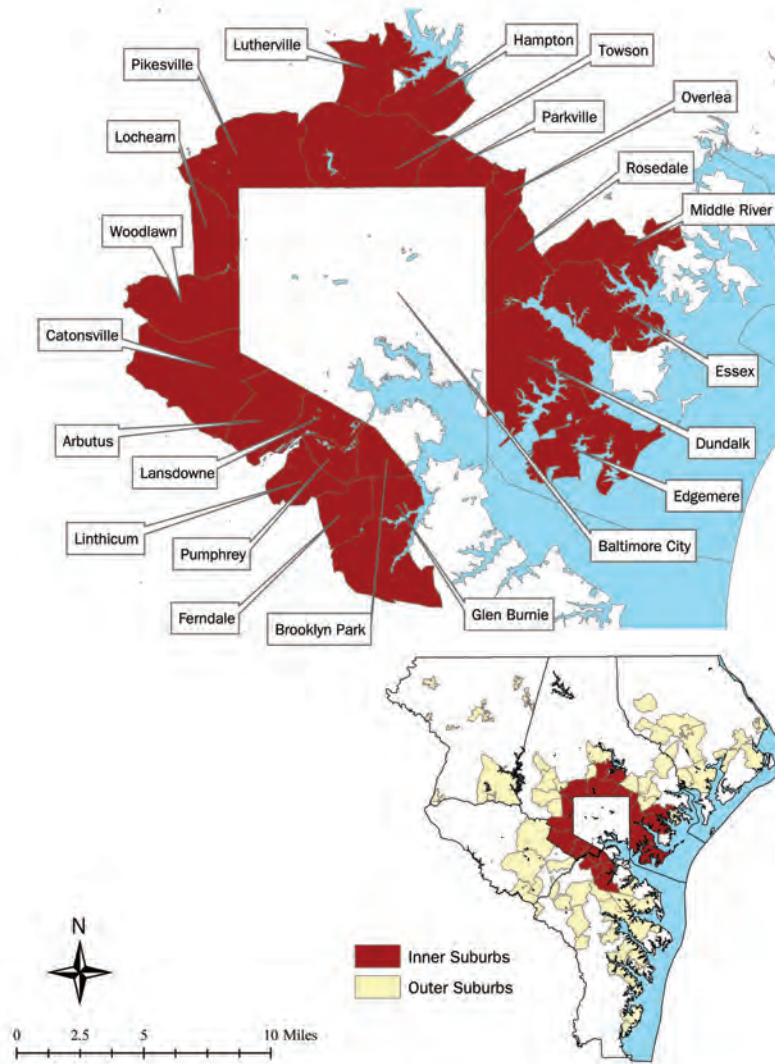 Lutherville
Hampton
Towson
Pikesville
Overlea
Parkville
Lochearn
Rosedale
Middle River
Woodlawn
Catonsville
Essex
Arbutus
Dundalk
Lansdowne
Edgemere
Linthicum
Baltimore City
Pumphrey
Ferndale
Glen Burnie
Brooklyn Park
N
Inner Suburbs
Outer Suburbs
0 2.5 5 10 Miles